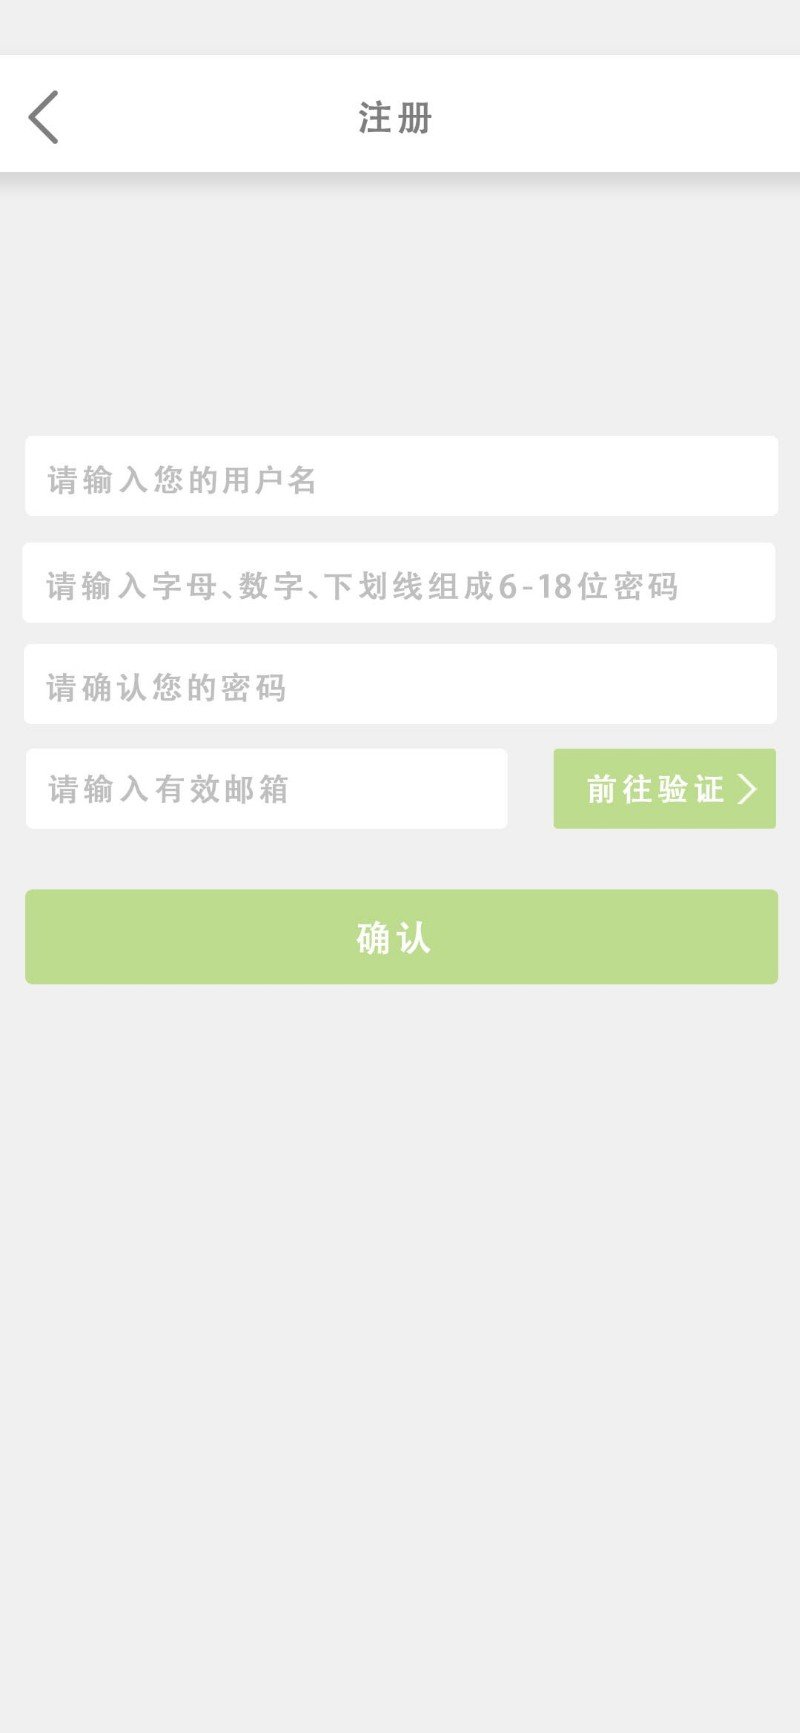 注册
请输入您的用户名
请输入字母、数字、下划线组成6-18位密码
请确认您的密码
请输入有效邮箱
前往验证
确认